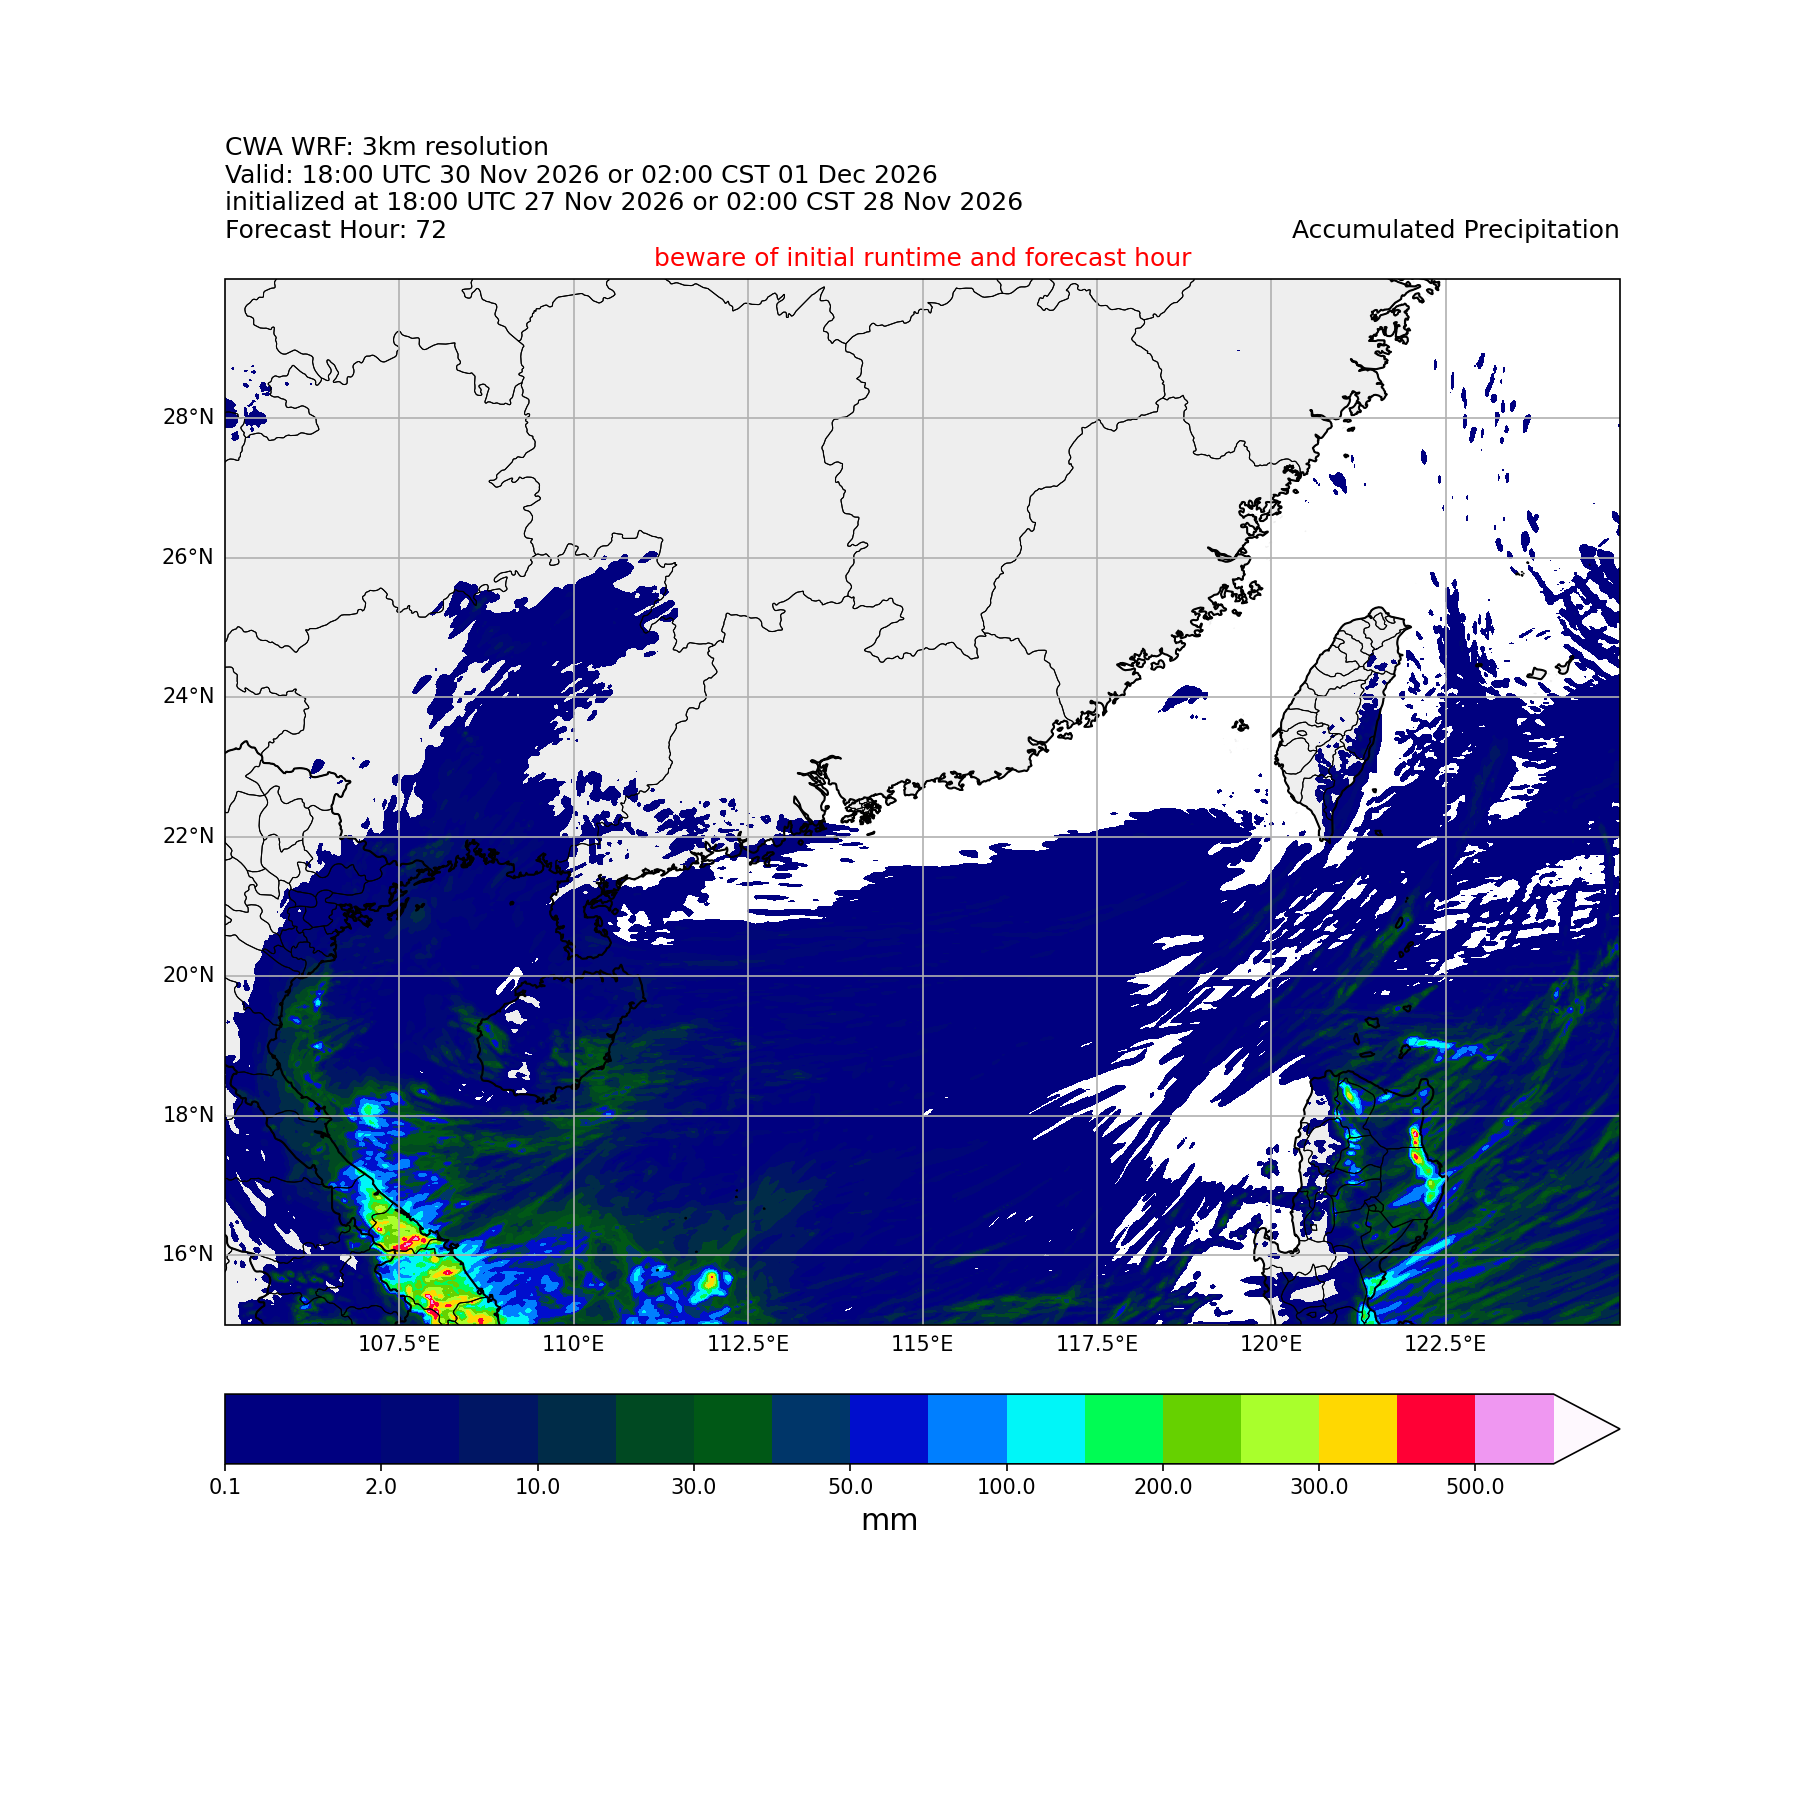 CWA WRF: 3km resolution
Valid: 18:00 UTC 30 Nov 2026 or 02:00 CST 01 Dec 2026
initialized at 18:00 UTC 27 Nov 2026 or 02:00 CST 28 Nov 2026
Forecast Hour: 72
Accumulated Precipitation
beware of initial runtime and forecast hour
28°N
26°N
24°N
22°N
20°N
18°N
16°N
107.5°E 110°E 112.5°E 115°E 117.5°E 120°E 122.5°E
0.1 2.0 10.0 30.0 50.0 100.0 200.0 300.0 500.0
mm